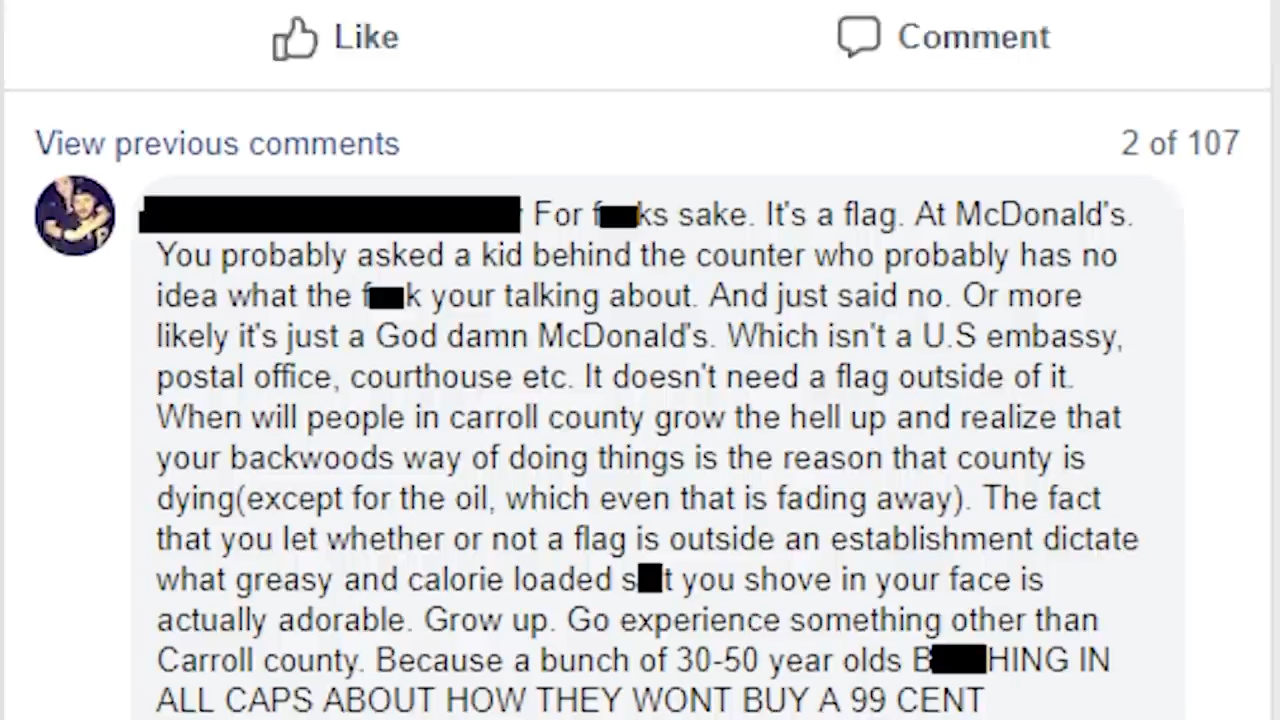 Like Comment
View previous comments 2 of 107
For f ks sake. It's a flag. At McDonald's.
You probably asked a kid behind the counter who probably has no
idea what the f k your talking about. And just said no. Or more
likely it's just a God damn McDonald's. Which isn't a U.S embassy,
postal office, courthouse etc. It doesn't need a flag outside of it.
When will people in carroll county grow the hell up and realize that
your backwoods way of doing things is the reason that county is
dying(except for the oil, which even that is fading away). The fact
that you let whether or not a flag is outside an establishment dictate
what greasy and calorie loaded s t you shove in your face is
actually adorable. Grow up. Go experience something other than
Carroll county. Because a bunch of 30-50 year olds B HING IN
ALL CAPS ABOUT HOW THEY WONT BUY A 99 CENT